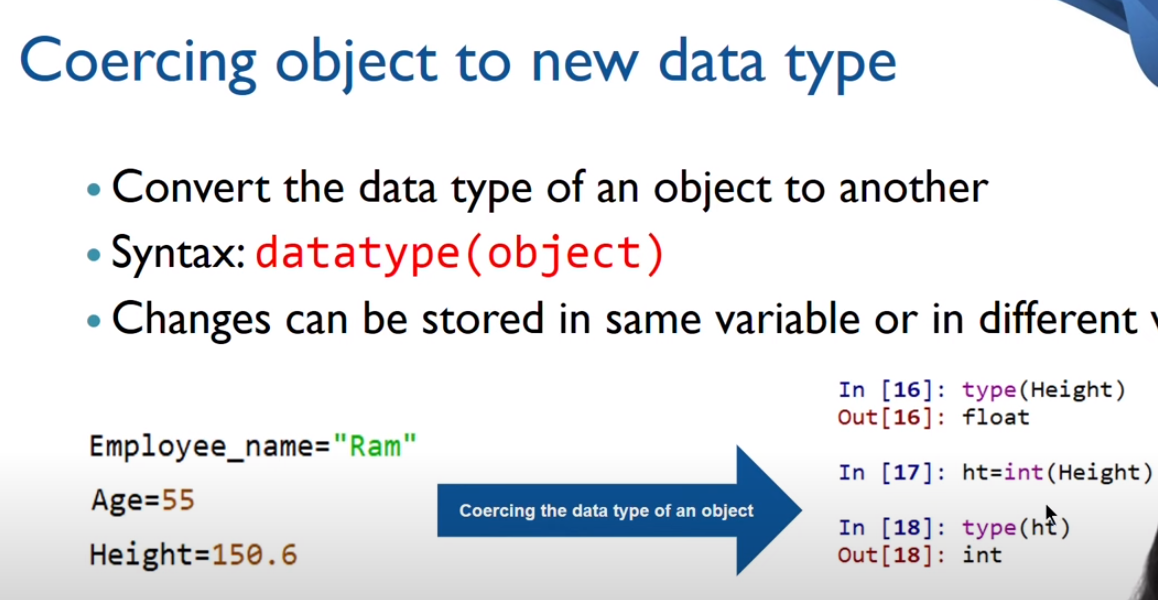 Coercing object to new data type
• Convert the data type of an object to another
• Syntax: datatype(object)
• Changes can be stored in same variable or in different
Employee_name="Ram"
Age=55
Height=150.6
Coercing the data type of an object
In [16]: type(Height)
Out[16]: float
In [17]: ht=int(Height)
In [18]: type(ht)
Out[18]: int